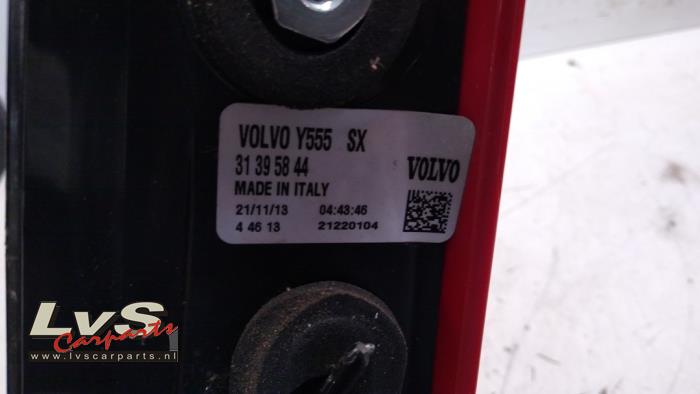 VOLVO Y555 SX
31 39 58 44
VOLVO
MADE IN ITALY
21/11/13 04:43:46
4 46 13 21220104
LvS
Carparts
www.lvscarparts.nl